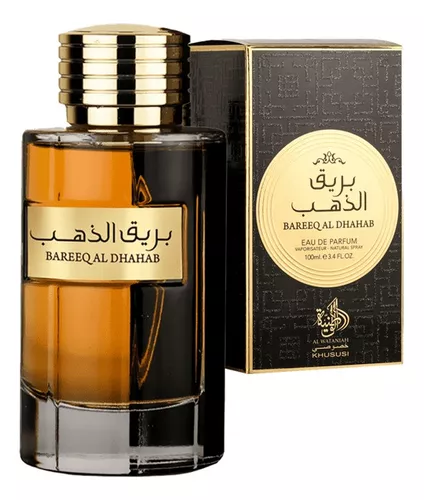 بريق الذهب
BAREEQ AL DHAHAB
بريق
الذهب
BAREEQ AL DHAHAB
EAU DE PARFUM
VAPORISATEUR - NATURAL SPRAY
100ml. ℮ 3.4 FL.OZ.
الوطنية
AL WATANIAH
خصوصي
KHUSUSI